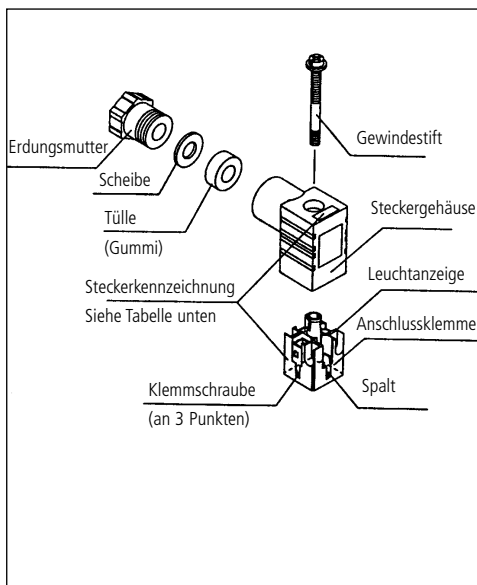 Erdungsmutter
Scheibe
Tülle
(Gummi)
Gewindestift
Steckergehäuse
Steckerkennzeichnung
Siehe Tabelle unten
Leuchtanzeige
Anschlussklemme
Klemmschraube
(an 3 Punkten)
Spalt